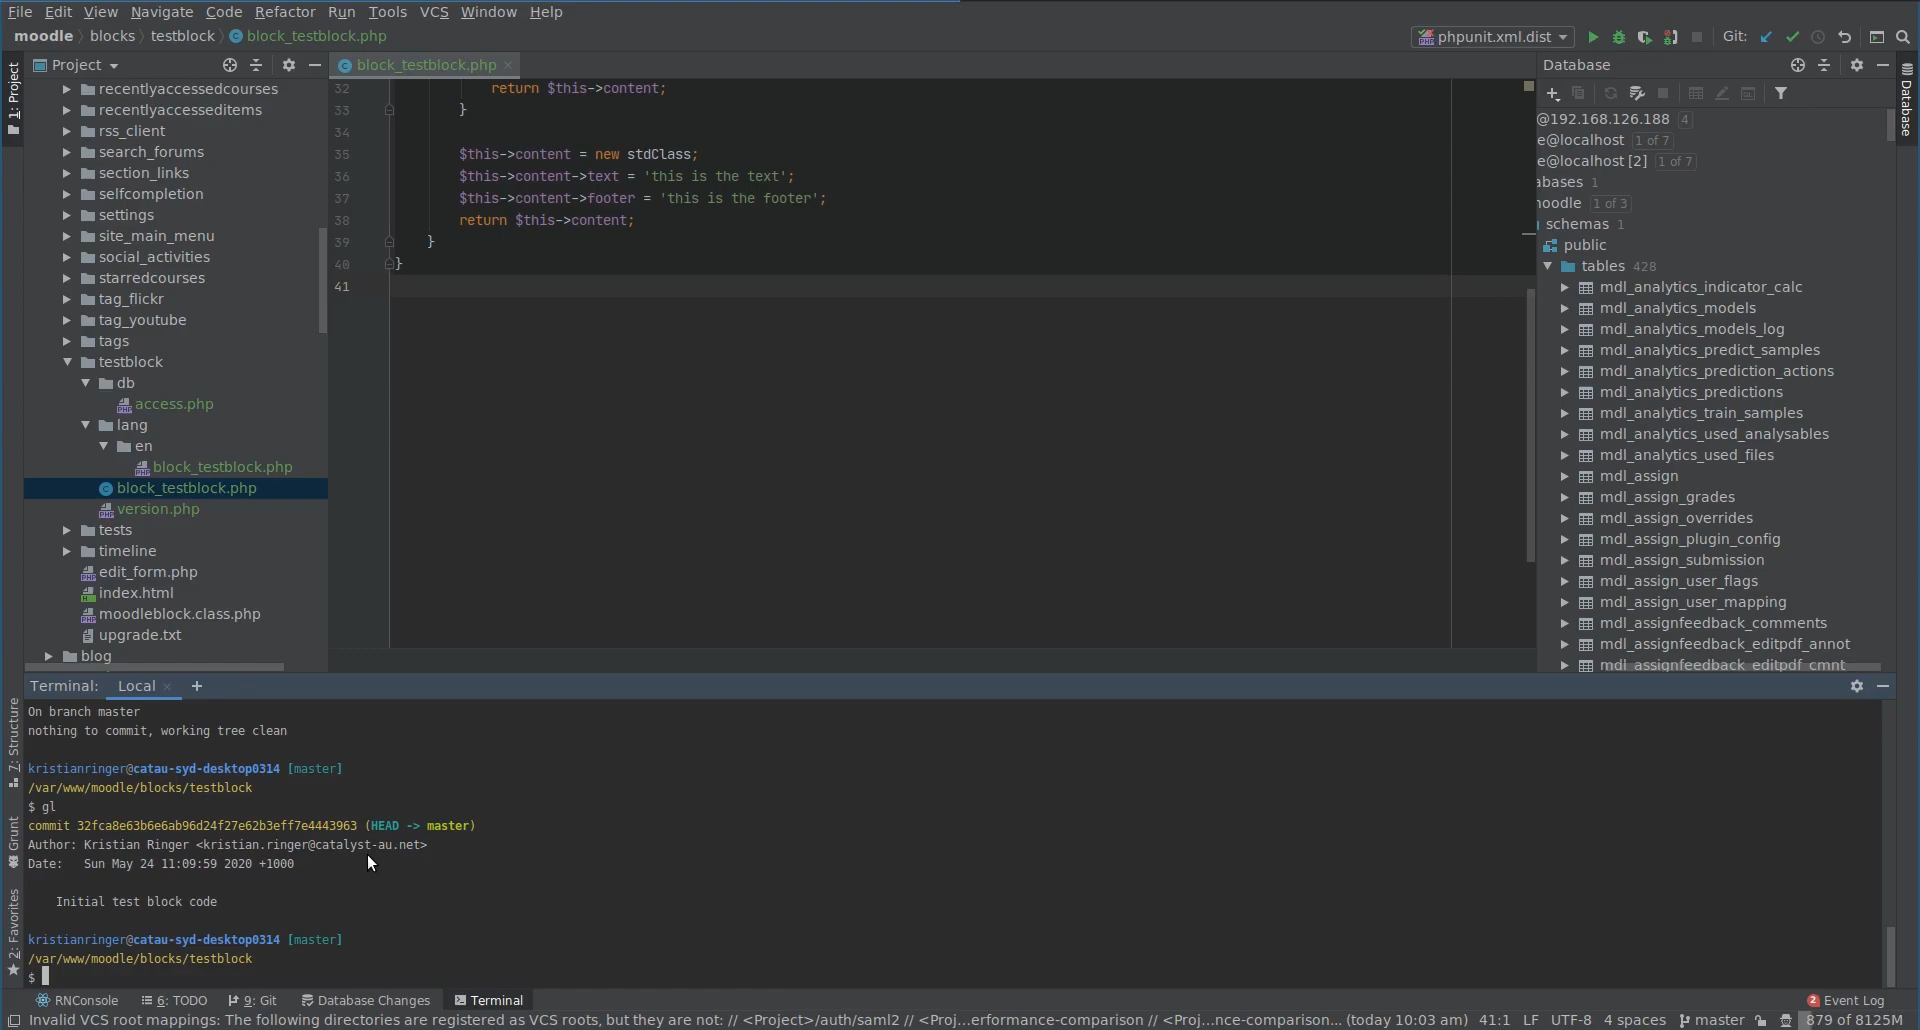 File Edit View Navigate Code Refactor Run Tools VCS Window Help
moodle blocks testblock block_testblock.php
phpunit.xml.dist Git:
1: Project
Project
recentlyaccessedcourses
recentlyaccesseditems
rss_client
search_forums
section_links
selfcompletion
settings
site_main_menu
social_activities
starredcourses
tag_flickr
tag_youtube
tags
testblock
db
access.php
lang
en
block_testblock.php
block_testblock.php
version.php
tests
timeline
edit_form.php
index.html
moodleblock.class.php
upgrade.txt
blog
block_testblock.php
32 return $this->content;
33 }
34
35 $this->content = new stdClass;
36 $this->content->text = 'this is the text';
37 $this->content->footer = 'this is the footer';
38 return $this->content;
39 }
40 }
41
Database
Database
@192.168.126.188 4
e@localhost 1 of 7
e@localhost [2] 1 of 7
abases 1
noodle 1 of 3
schemas 1
public
tables 428
mdl_analytics_indicator_calc
mdl_analytics_models
mdl_analytics_models_log
mdl_analytics_predict_samples
mdl_analytics_prediction_actions
mdl_analytics_predictions
mdl_analytics_train_samples
mdl_analytics_used_analysables
mdl_analytics_used_files
mdl_assign
mdl_assign_grades
mdl_assign_overrides
mdl_assign_plugin_config
mdl_assign_submission
mdl_assign_user_flags
mdl_assign_user_mapping
mdl_assignfeedback_comments
mdl_assignfeedback_editpdf_annot
mdl_assignfeedback_editpdf_cmnt
7: Structure
Grunt
2: Favorites
Terminal: Local
On branch master
nothing to commit, working tree clean
kristianringer@catau-syd-desktop0314 [master]
/var/www/moodle/blocks/testblock
$ gl
commit 32fca8e63b6e6ab96d24f27e62b3eff7e4443963 (HEAD -> master)
Author: Kristian Ringer <kristian.ringer@catalyst-au.net>
Date: Sun May 24 11:09:59 2020 +1000
Initial test block code
kristianringer@catau-syd-desktop0314 [master]
/var/www/moodle/blocks/testblock
$
RNConsole 6: TODO 9: Git Database Changes Terminal 2 Event Log
Invalid VCS root mappings: The following directories are registered as VCS roots, but they are not: // <Project>/auth/saml2 // <Proj...erformance-comparison // <Proj...nce-comparison... (today 10:03 am) 41:1 LF UTF-8 4 spaces master 879 of 8125M